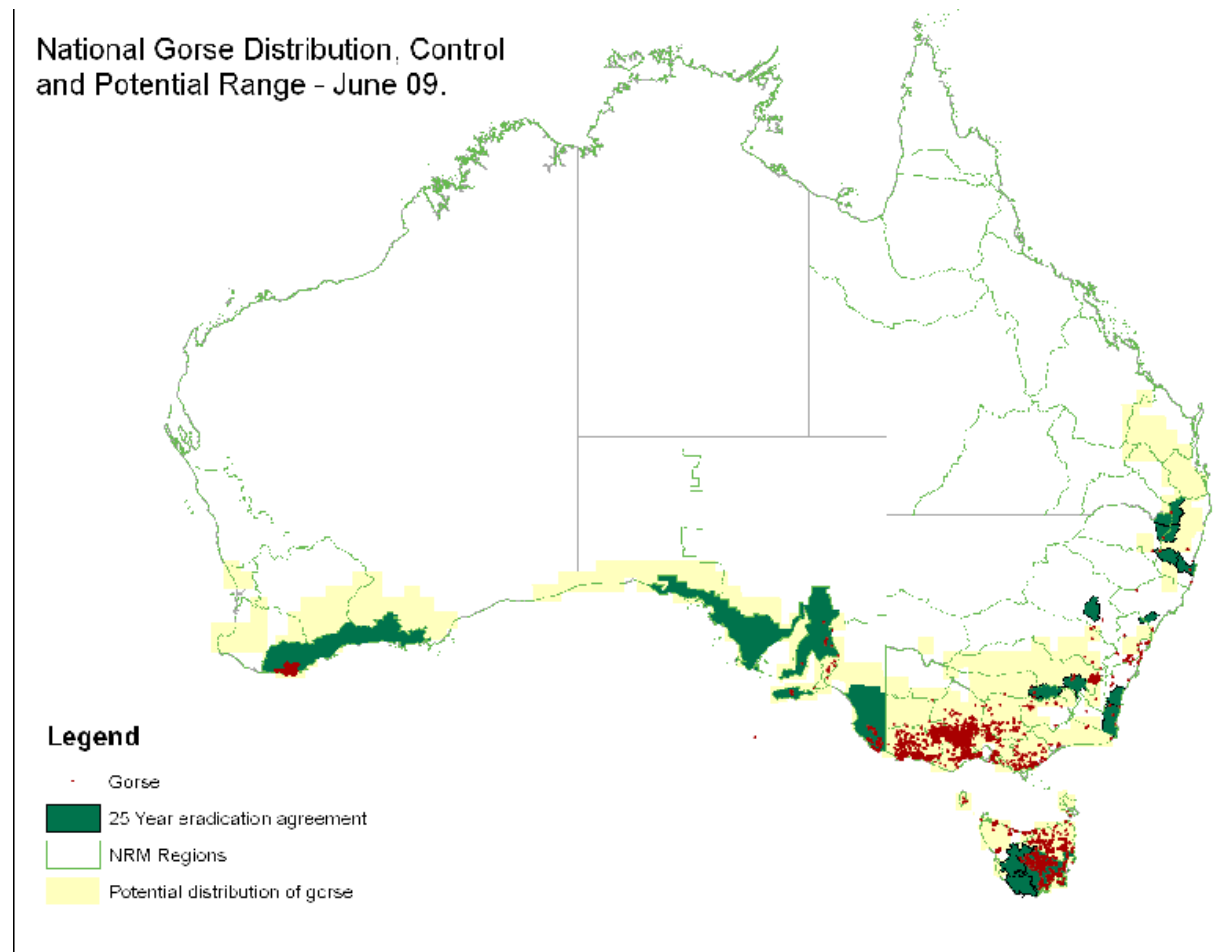 National Gorse Distribution, Control
and Potential Range - June 09.
Legend
Gorse
25 Year eradication agreement
NRM Regions
Potential distribution of gorse